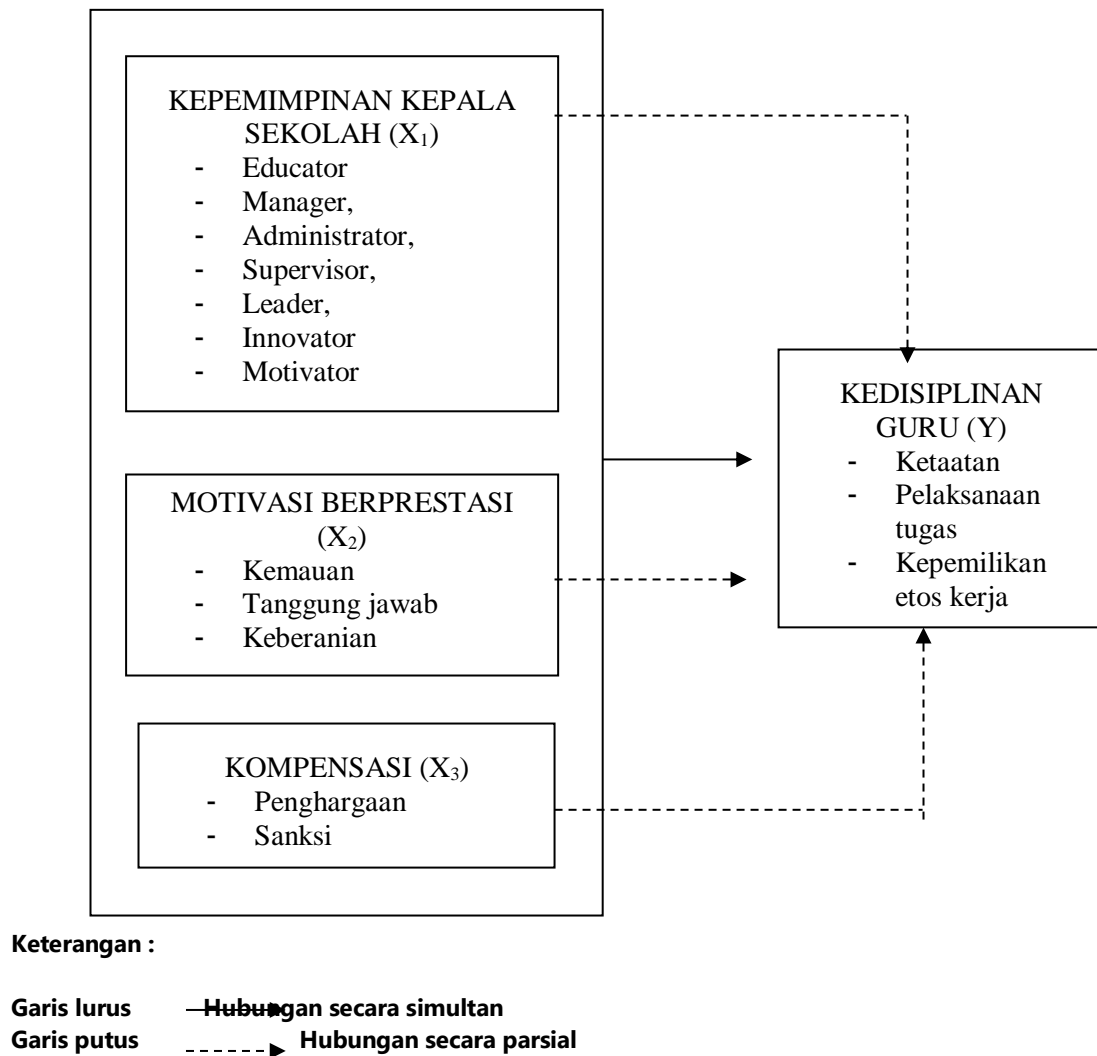 KEPEMIMPINAN KEPALA
SEKOLAH (X₁)
- Educator
- Manager,
- Administrator,
- Supervisor,
- Leader,
- Innovator
- Motivator
MOTIVASI BERPRESTASI
(X₂)
- Kemauan
- Tanggung jawab
- Keberanian
KOMPENSASI (X₃)
- Penghargaan
- Sanksi
KEDISIPLINAN
GURU (Y)
- Ketaatan
- Pelaksanaan
tugas
- Kepemilikan
etos kerja
Keterangan :
Garis lurus Hubungan secara simultan
Garis putus Hubungan secara parsial